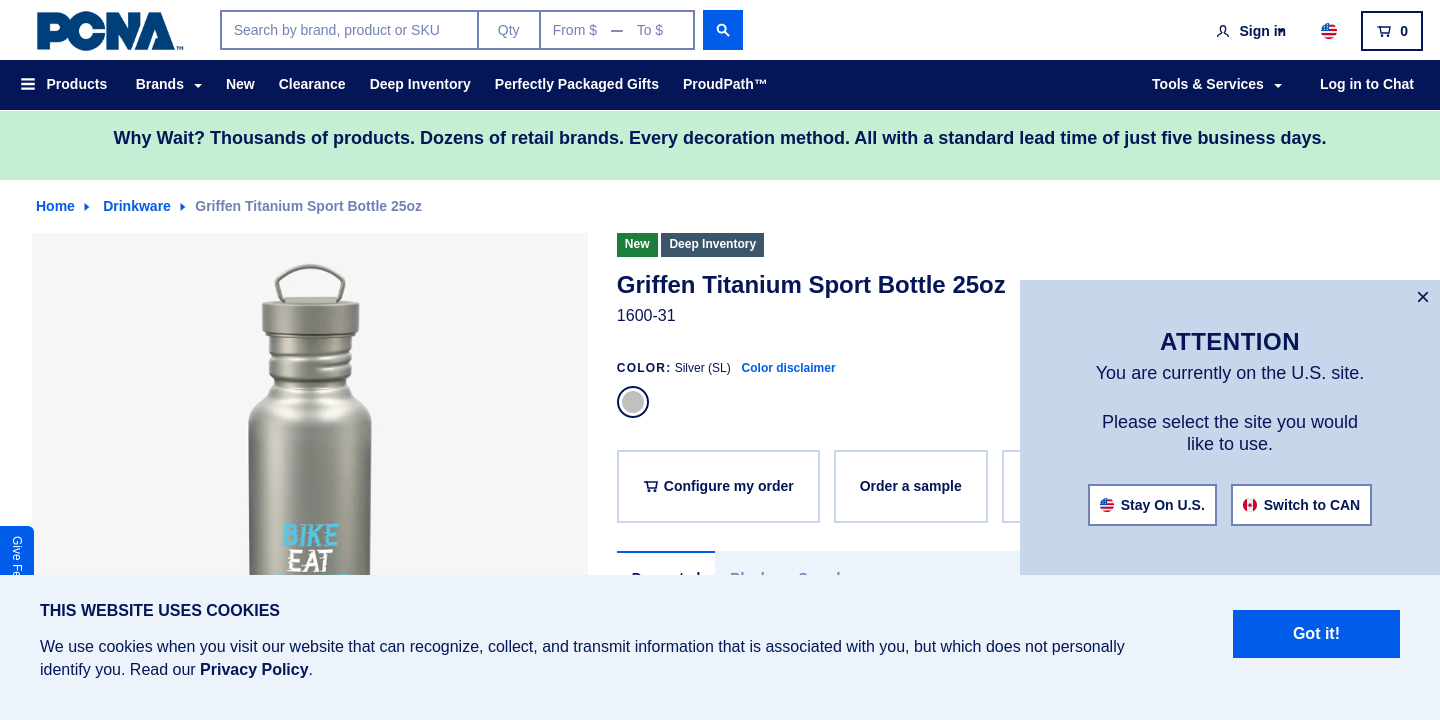 PCNA™
Search by brand, product or SKU
Qty
From $ — To $
Sign in
0
Products
Brands
New
Clearance
Deep Inventory
Perfectly Packaged Gifts
ProudPath™
Tools & Services
Log in to Chat
Why Wait? Thousands of products. Dozens of retail brands. Every decoration method. All with a standard lead time of just five business days.
Home
Drinkware
Griffen Titanium Sport Bottle 25oz
New
Deep Inventory
Griffen Titanium Sport Bottle 25oz
1600-31
COLOR: Silver (SL) Color disclaimer
Configure my order
Order a sample
BIKE
EAT
Give Fe
×
ATTENTION
You are currently on the U.S. site.
Please select the site you would
like to use.
Stay On U.S.
Switch to CAN
THIS WEBSITE USES COOKIES
We use cookies when you visit our website that can recognize, collect, and transmit information that is associated with you, but which does not personally
identify you. Read our Privacy Policy.
Got it!